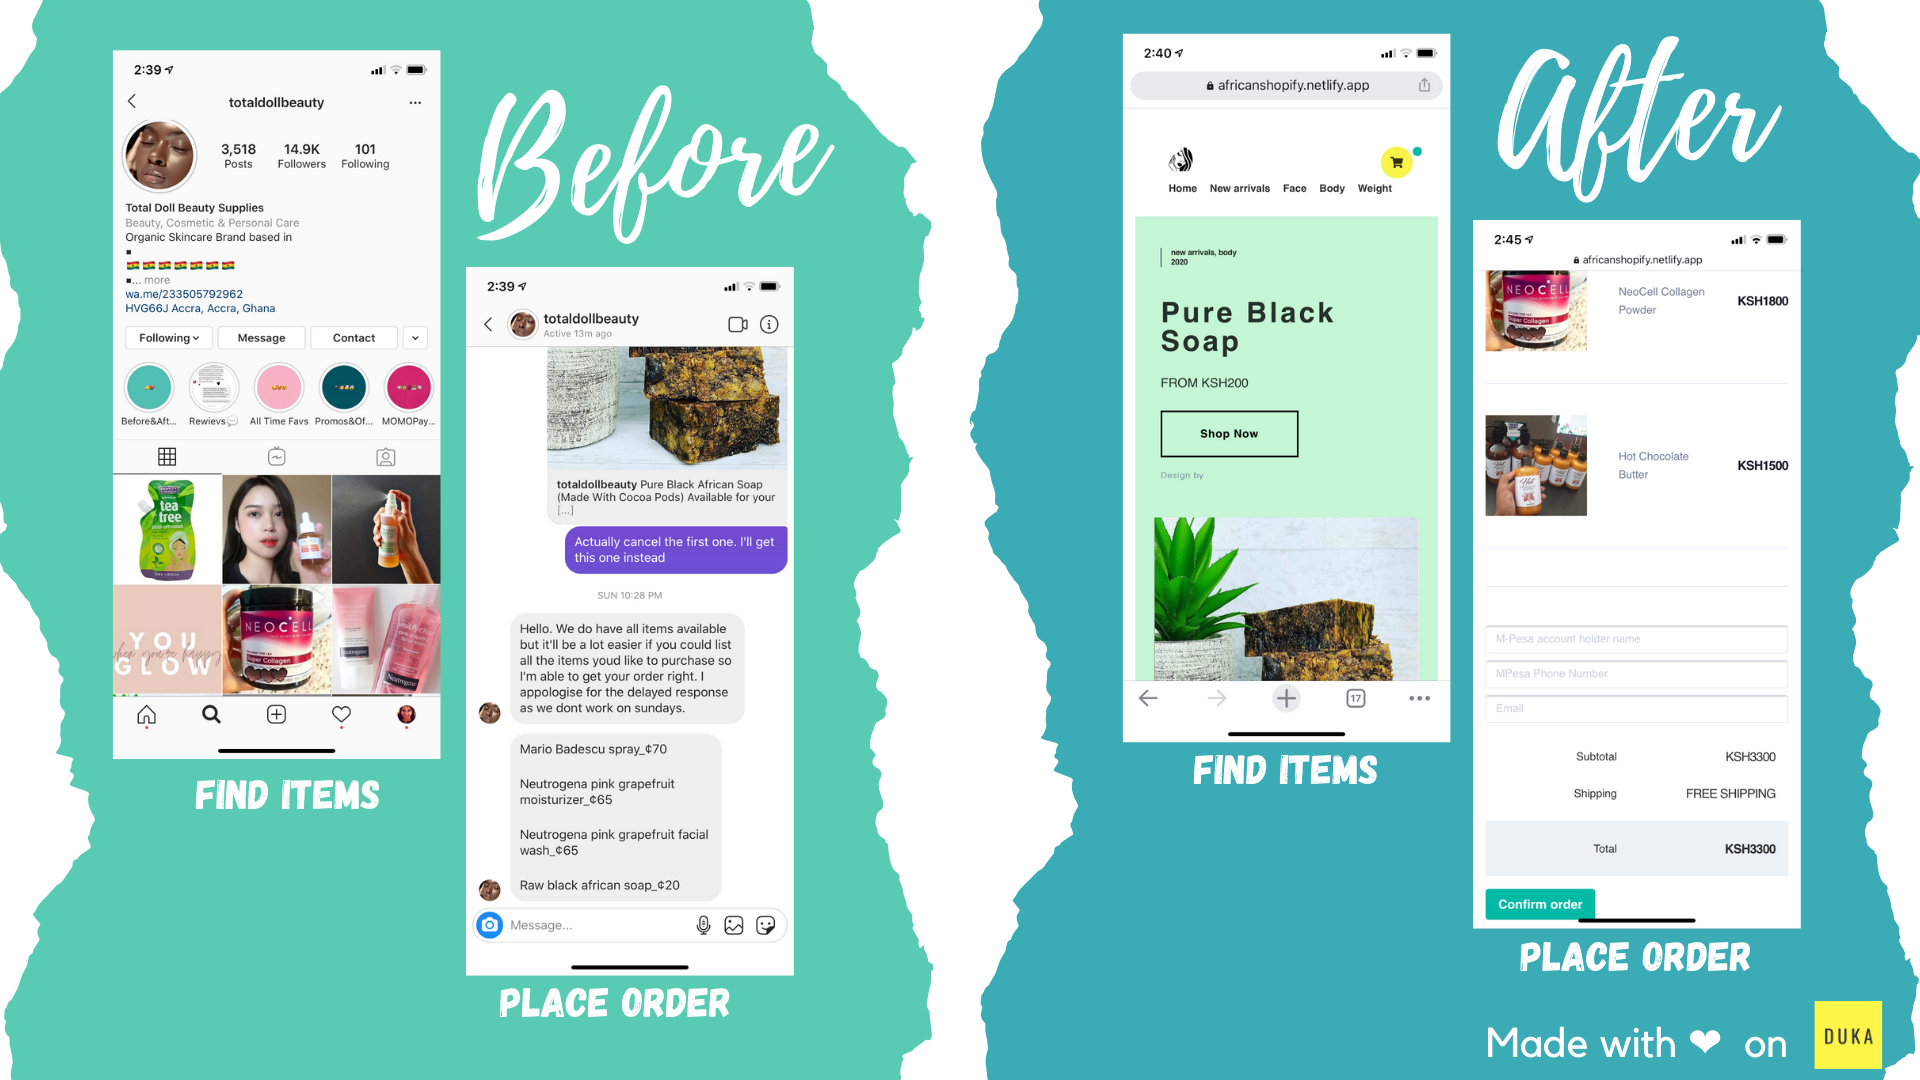 Before
2:39
totaldollbeauty
3,518
Posts
14.9K
Followers
101
Following
Total Doll Beauty Supplies
Beauty, Cosmetic & Personal Care
Organic Skincare Brand based in
... more
wa.me/233505792962
HVG66J Accra, Accra, Ghana
Following
Message
Contact
Before&Aft...
Rewievs
All Time Favs
Promos&Of...
MOMOPay...
tea
tree
YOU
GLOW
NEOCELL
Super Collagen
Neutrogena
FIND ITEMS
2:39
totaldollbeauty
Active 13m ago
totaldollbeauty Pure Black African Soap
(Made With Cocoa Pods) Available for your
[...]
Actually cancel the first one. I'll get
this one instead
SUN 10:28 PM
Hello. We do have all items available
but it'll be a lot easier if you could list
all the items youd like to purchase so
I'm able to get your order right. I
appologise for the delayed response
as we dont work on sundays.
Mario Badescu spray_¢70
Neutrogena pink grapefruit
moisturizer_¢65
Neutrogena pink grapefruit facial
wash_¢65
Raw black african soap_¢20
Message...
PLACE ORDER
After
2:40
africanshopify.netlify.app
Home New arrivals Face Body Weight
new arrivals, body
2020
Pure Black
Soap
FROM KSH200
Shop Now
Design by
17
FIND ITEMS
2:45
africanshopify.netlify.app
NEOCELL
Super Collagen
NeoCell Collagen
Powder
KSH1800
Hot Chocolate
Butter
KSH1500
M-Pesa account holder name
MPesa Phone Number
Email
Subtotal KSH3300
Shipping FREE SHIPPING
Total KSH3300
Confirm order
PLACE ORDER
Made with ❤ on
DUKA